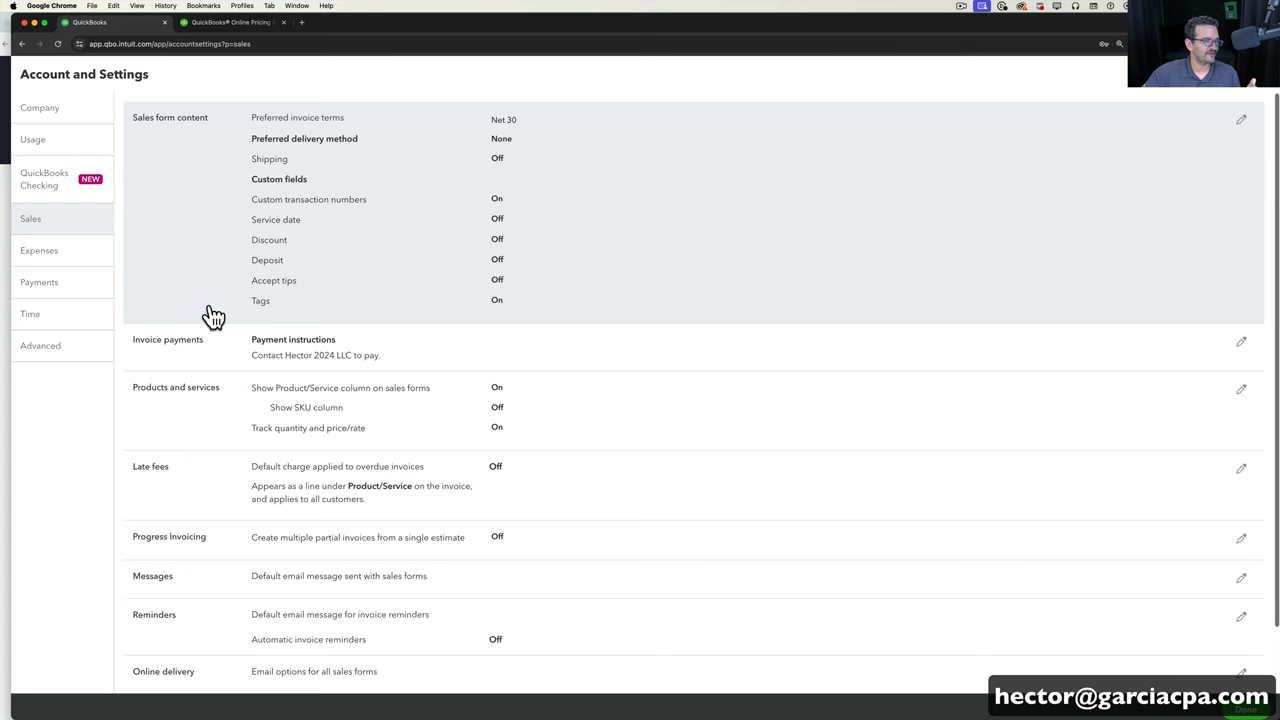 Google Chrome File Edit View History Bookmarks Profiles Tab Window Help
QuickBooks
QuickBooks® Online Pricing
app.qbo.intuit.com/app/accountsettings?p=sales
Account and Settings
Company
Usage
QuickBooks Checking NEW
Sales
Expenses
Payments
Time
Advanced
Sales form content
Preferred invoice terms Net 30
Preferred delivery method None
Shipping Off
Custom fields
Custom transaction numbers On
Service date Off
Discount Off
Deposit Off
Accept tips Off
Tags On
Invoice payments
Payment instructions
Contact Hector 2024 LLC to pay.
Products and services
Show Product/Service column on sales forms On
Show SKU column Off
Track quantity and price/rate On
Late fees
Default charge applied to overdue invoices Off
Appears as a line under Product/Service on the invoice,
and applies to all customers.
Progress Invoicing
Create multiple partial invoices from a single estimate Off
Messages
Default email message sent with sales forms
Reminders
Default email message for invoice reminders
Automatic invoice reminders Off
Online delivery
Email options for all sales forms
hector@garciacpa.com
Done